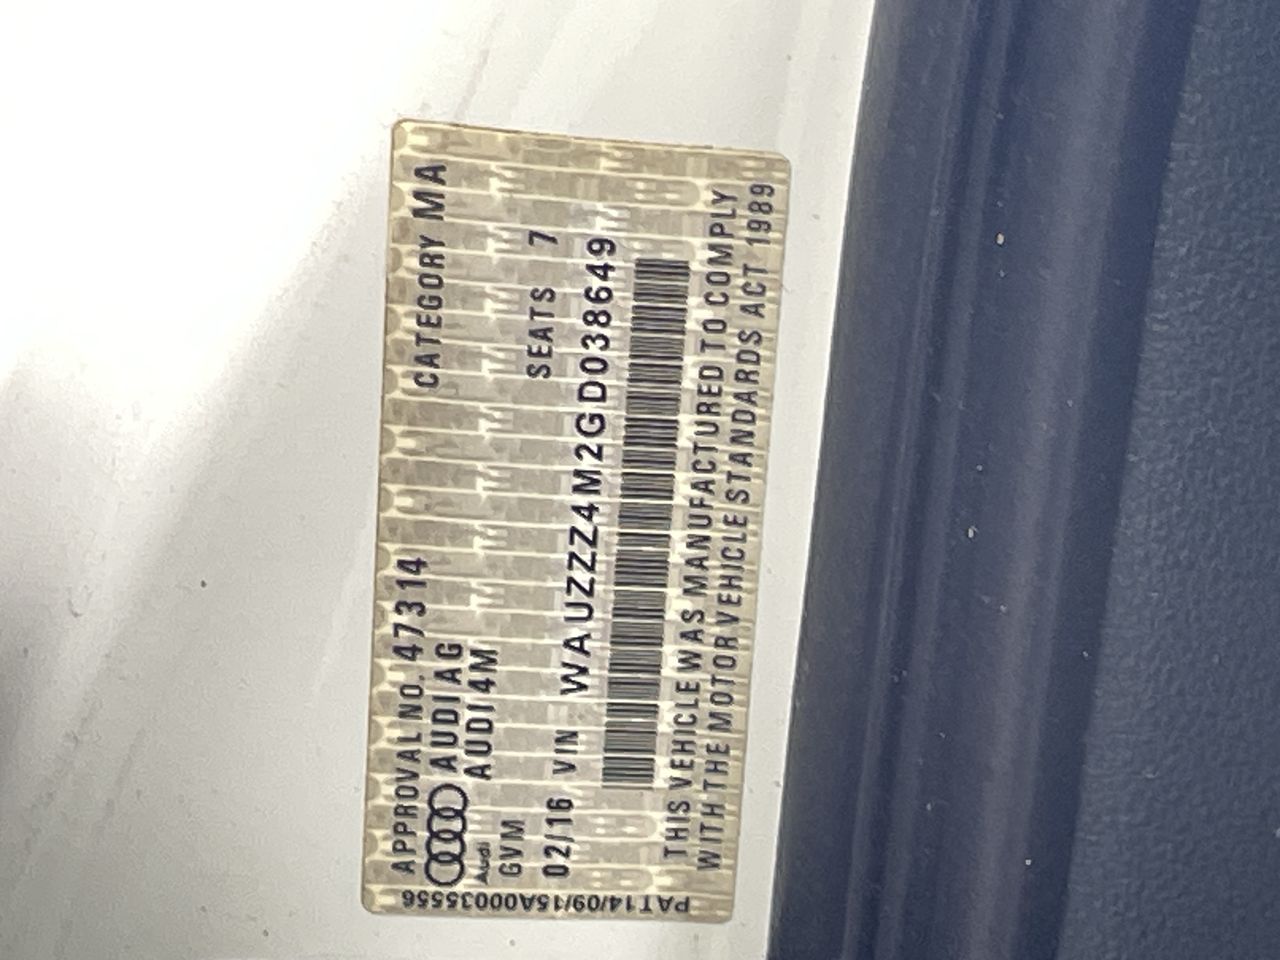 APPROVAL NO. 47314 CATEGORY MA
AUDI AG
Audi AUDI 4M
GVM SEATS 7
02/16 VIN WAUZZZ4M2GD038649
THIS VEHICLE WAS MANUFACTURED TO COMPLY
WITH THE MOTOR VEHICLE STANDARDS ACT 1989
PAT14/09/15A00035556